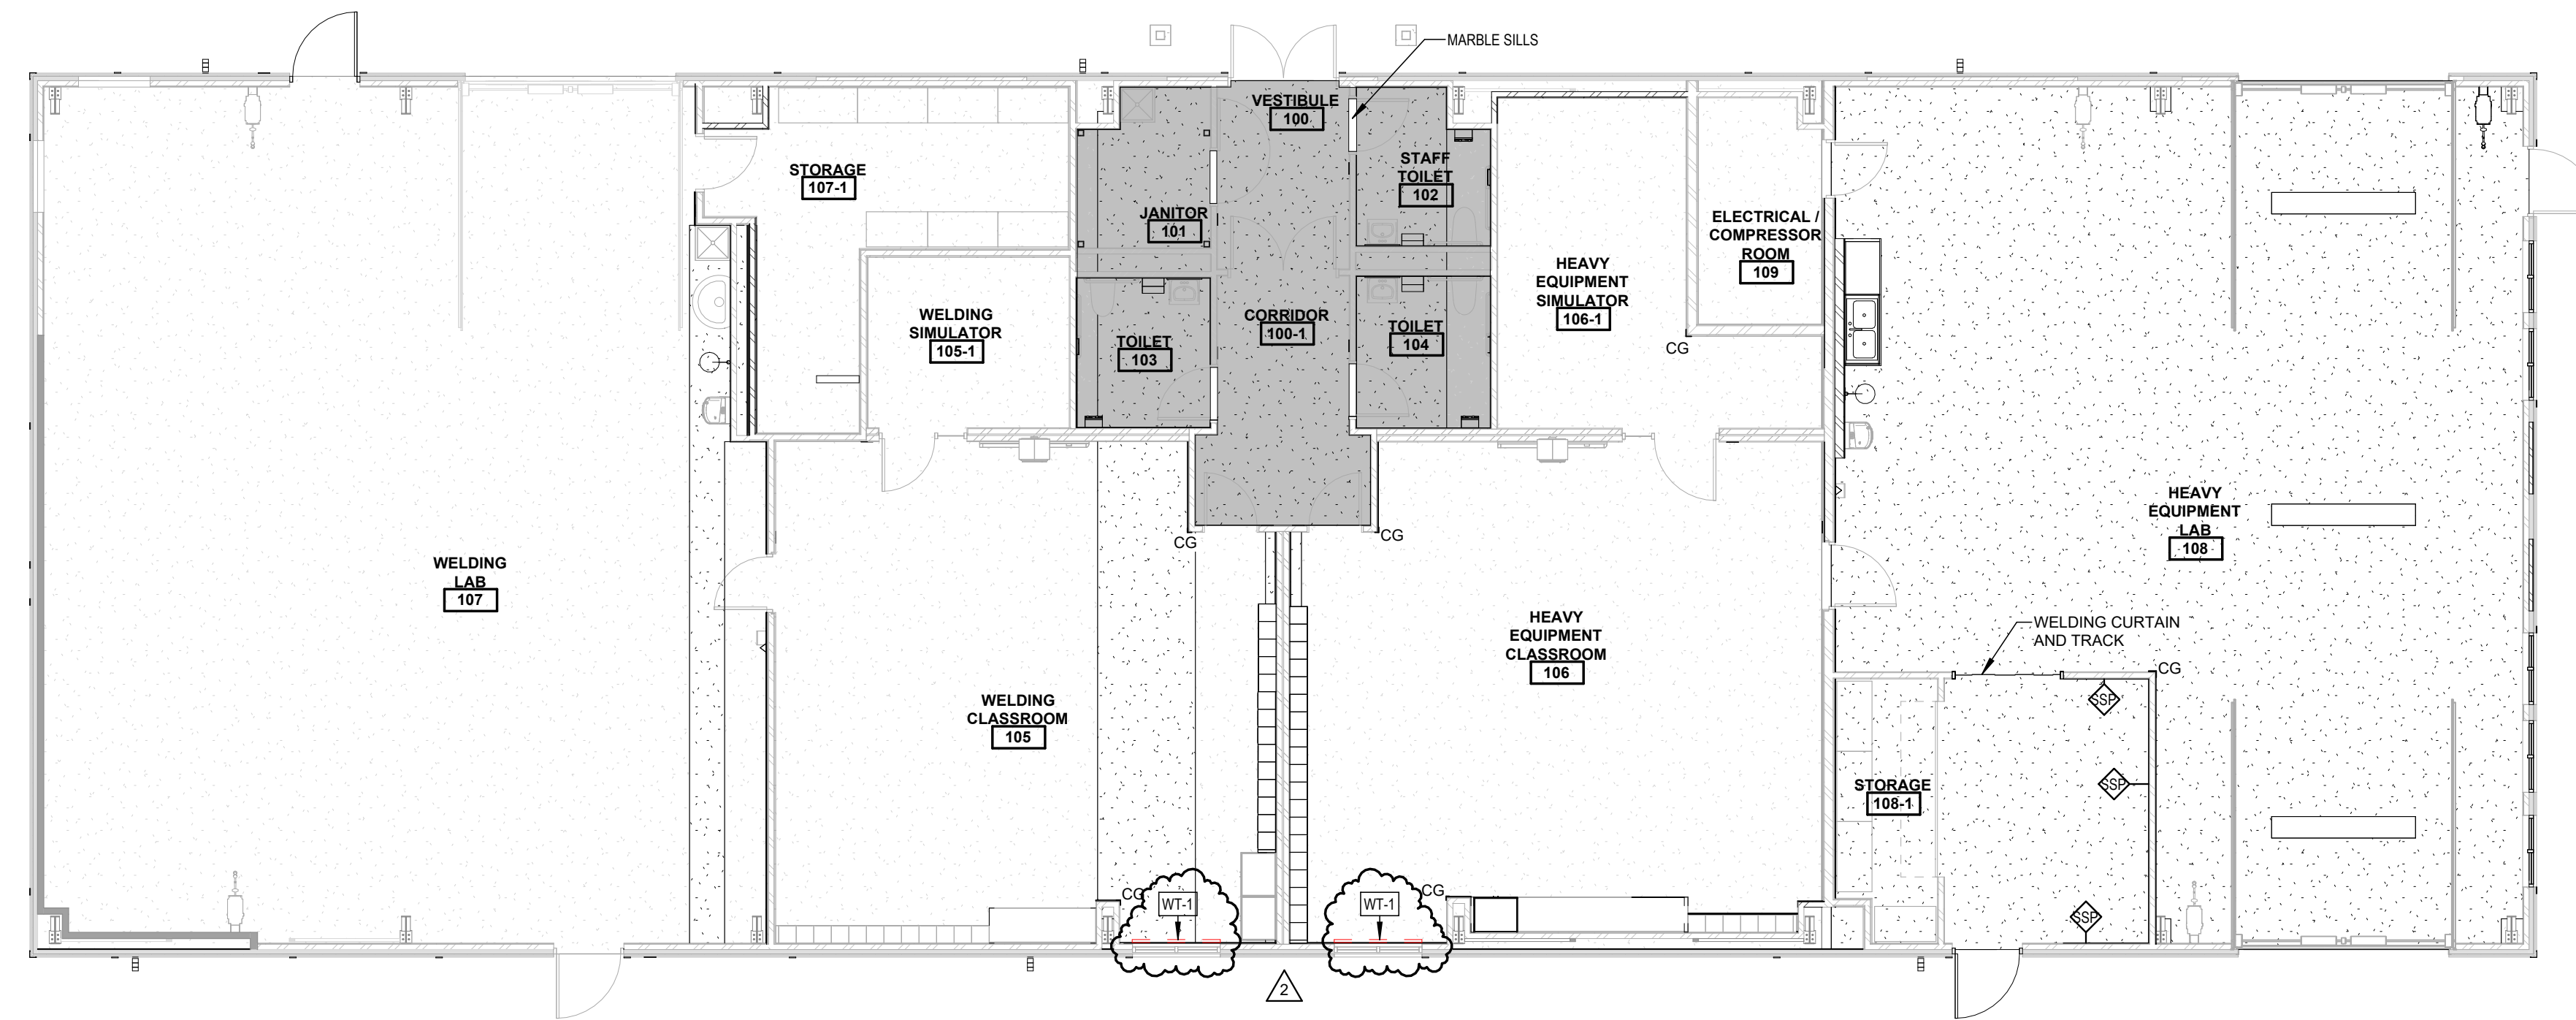 MARBLE SILLS
VESTIBULE
100
STAFF
TOILET
102
STORAGE
107-1
JANITOR
101
ELECTRICAL /
COMPRESSOR
ROOM
109
HEAVY
EQUIPMENT
SIMULATOR
106-1
WELDING
SIMULATOR
105-1
CORRIDOR
100-1
TOILET
103
TOILET
104
CG
HEAVY
EQUIPMENT
LAB
108
CG
CG
WELDING
LAB
107
HEAVY
EQUIPMENT
CLASSROOM
106
WELDING CURTAIN
AND TRACK
CG
WELDING
CLASSROOM
105
SSP
SSP
STORAGE
108-1
CG
WT-1
WT-1
CG
SSP
2